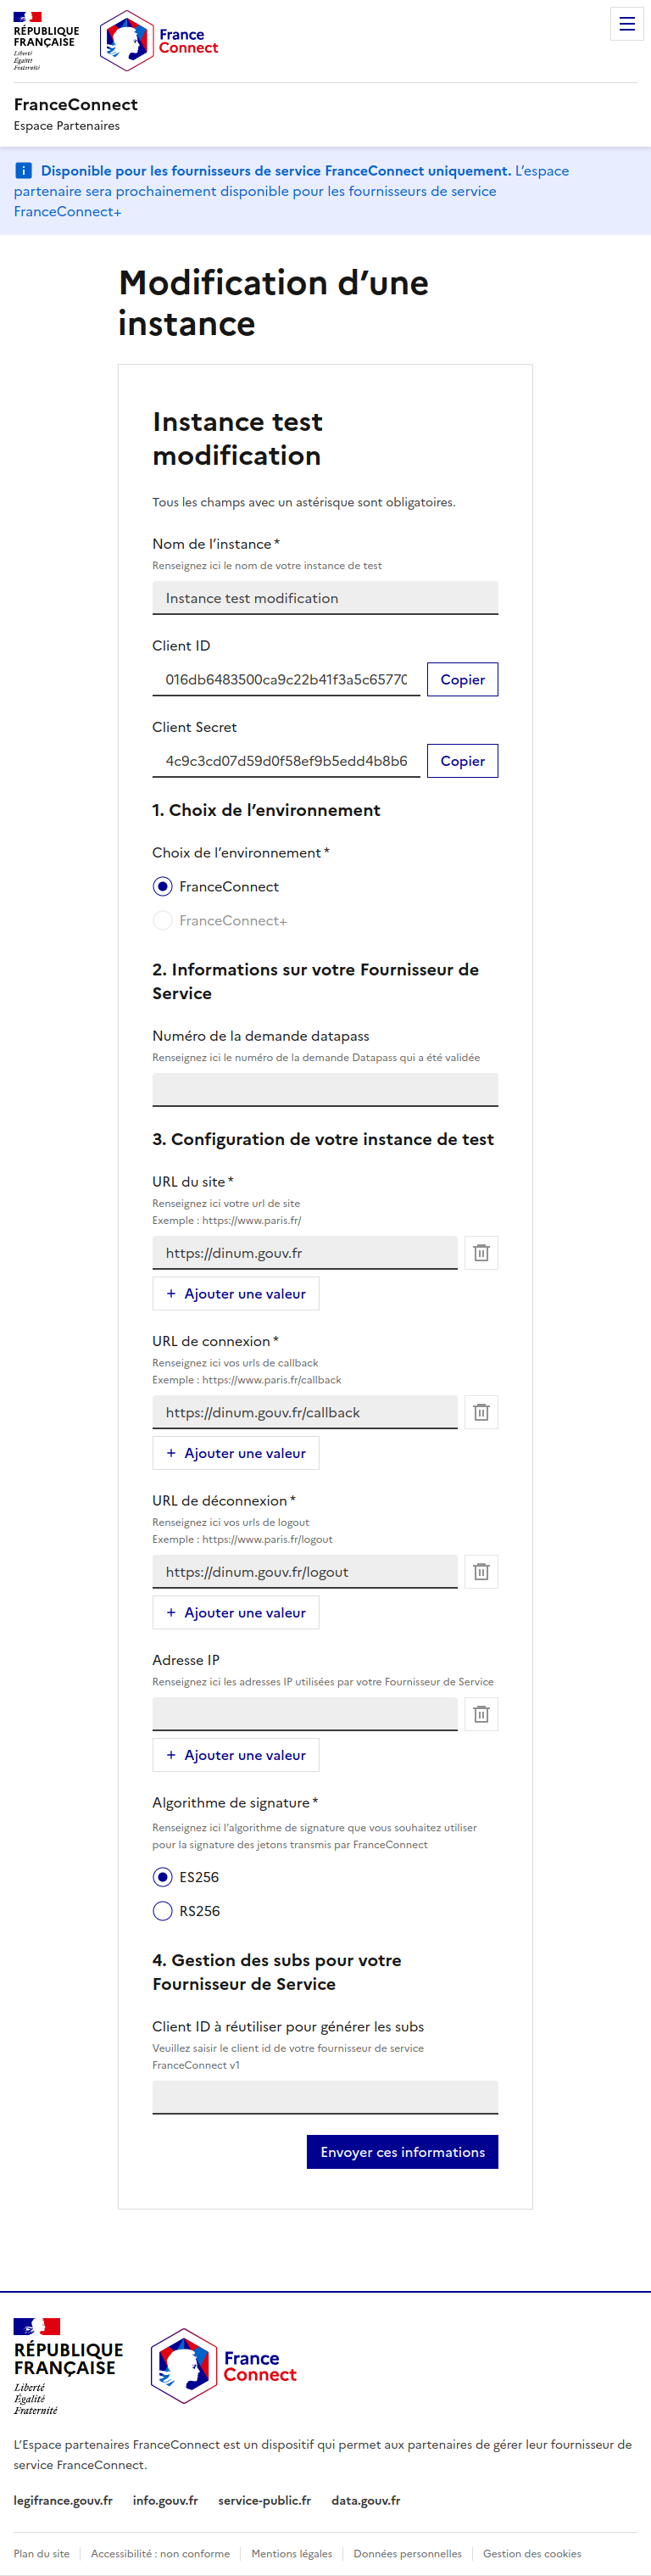 RÉPUBLIQUE
FRANÇAISE
Liberté
Égalité
Fraternité
France
Connect
FranceConnect
Espace Partenaires
Disponible pour les fournisseurs de service FranceConnect uniquement. L’espace
partenaire sera prochainement disponible pour les fournisseurs de service
FranceConnect+
Modification d’une
instance
Instance test
modification
Tous les champs avec un astérisque sont obligatoires.
Nom de l’instance *
Renseignez ici le nom de votre instance de test
Instance test modification
Client ID
016db6483500ca9c22b41f3a5c6577
Copier
Client Secret
4c9c3cd07d59d0f58ef9b5edd4b8b6
Copier
1. Choix de l’environnement
Choix de l’environnement *
FranceConnect
FranceConnect+
2. Informations sur votre Fournisseur de
Service
Numéro de la demande datapass
Renseignez ici le numéro de la demande Datapass qui a été validée
3. Configuration de votre instance de test
URL du site *
Renseignez ici votre url de site
Exemple : https://www.paris.fr/
https://dinum.gouv.fr
+ Ajouter une valeur
URL de connexion *
Renseignez ici vos urls de callback
Exemple : https://www.paris.fr/callback
https://dinum.gouv.fr/callback
+ Ajouter une valeur
URL de déconnexion *
Renseignez ici vos urls de logout
Exemple : https://www.paris.fr/logout
https://dinum.gouv.fr/logout
+ Ajouter une valeur
Adresse IP
Renseignez ici les adresses IP utilisées par votre Fournisseur de Service
+ Ajouter une valeur
Algorithme de signature *
Renseignez ici l’algorithme de signature que vous souhaitez utiliser
pour la signature des jetons transmis par FranceConnect
ES256
RS256
4. Gestion des subs pour votre
Fournisseur de Service
Client ID à réutiliser pour générer les subs
Veuillez saisir le client id de votre fournisseur de service
FranceConnect v1
Envoyer ces informations
RÉPUBLIQUE
FRANÇAISE
Liberté
Égalité
Fraternité
France
Connect
L’Espace partenaires FranceConnect est un dispositif qui permet aux partenaires de gérer leur fournisseur de
service FranceConnect.
legifrance.gouv.fr info.gouv.fr service-public.fr data.gouv.fr
Plan du site Accessibilité : non conforme Mentions légales Données personnelles Gestion des cookies